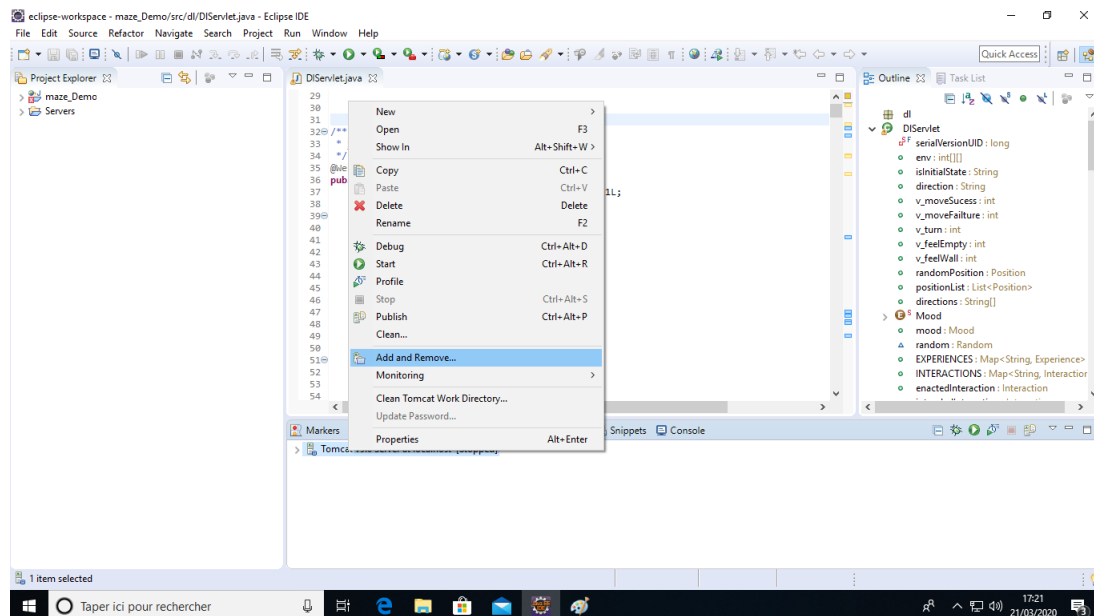 eclipse-workspace - maze_Demo/src/dl/DIServlet.java - Eclipse IDE
File Edit Source Refactor Navigate Search Project Run Window Help
Quick Access
Project Explorer
DIServlet.java
Outline
Task List
maze_Demo
Servers
29
30
31
32 /**
33 *
34 */
35 @We
36 pub
37 1L;
38
39
40
41
42
43
44
45
46
47
48
49
50
51
52
53
54
New
Open F3
Show In Alt+Shift+W >
Copy Ctrl+C
Paste Ctrl+V
Delete Delete
Rename F2
Debug Ctrl+Alt+D
Start Ctrl+Alt+R
Profile
Stop Ctrl+Alt+S
Publish Ctrl+Alt+P
Clean...
Add and Remove...
Monitoring
Clean Tomcat Work Directory...
Update Password...
Properties Alt+Enter
dl
DIServlet
serialVersionUID : long
env : int[][]
isInitialState : String
direction : String
v_moveSucess : int
v_moveFailture : int
v_turn : int
v_feelEmpty : int
v_feelWall : int
randomPosition : Position
positionList : List<Position>
directions : String[]
Mood
mood : Mood
random : Random
EXPERIENCES : Map<String, Experience>
INTERACTIONS : Map<String, Interaction
enactedInteraction : Interaction
Markers
Snippets
Console
1 item selected
Taper ici pour rechercher
17:21
21/03/2020
3